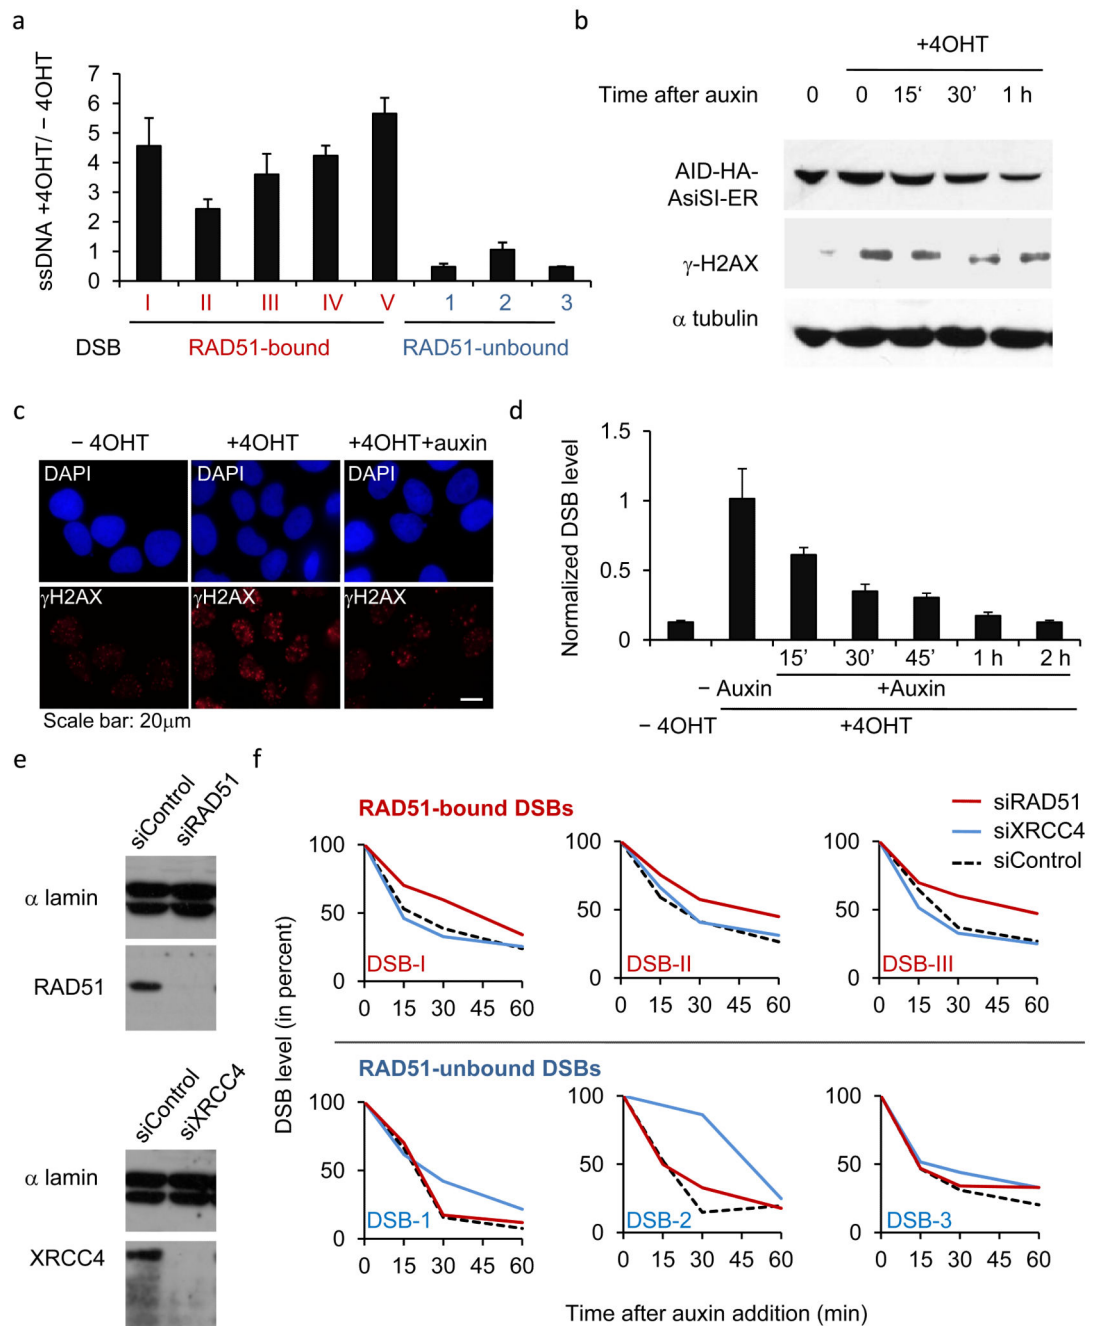 a
ssDNA +4OHT/ − 4OHT
7
6
5
4
3
2
1
0
I II III IV V 1 2 3
DSB RAD51-bound RAD51-unbound
b
+4OHT
Time after auxin 0 0 15‘ 30’ 1 h
AID-HA-
AsiSI-ER
γ-H2AX
α tubulin
c
− 4OHT +4OHT +4OHT+auxin
DAPI DAPI DAPI
γH2AX γH2AX γH2AX
Scale bar: 20μm
d
Normalized DSB level
1.5
1
0.5
0
15’ 30’ 45’ 1 h 2 h
− Auxin +Auxin
− 4OHT +4OHT
e
siControl siRAD51
α lamin
RAD51
siControl siXRCC4
α lamin
XRCC4
f
RAD51-bound DSBs
siRAD51
siXRCC4
siControl
DSB level (in percent)
100 100 100
50 50 50
0 0 0
DSB-I DSB-II DSB-III
0 15 30 45 60 0 15 30 45 60 0 15 30 45 60
RAD51-unbound DSBs
100 100 100
50 50 50
0 0 0
DSB-1 DSB-2 DSB-3
0 15 30 45 60 0 15 30 45 60 0 15 30 45 60
Time after auxin addition (min)